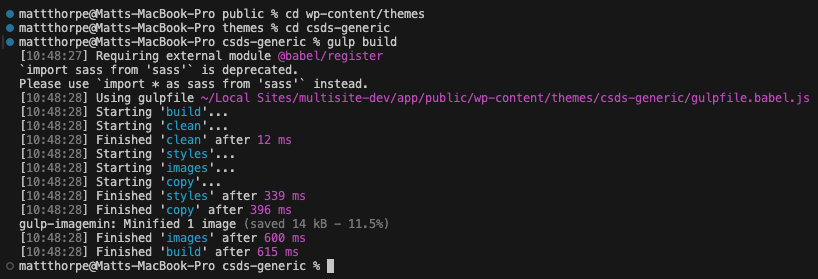 mattthorpe@Matts-MacBook-Pro public % cd wp-content/themes
mattthorpe@Matts-MacBook-Pro themes % cd csds-generic
mattthorpe@Matts-MacBook-Pro csds-generic % gulp build
[10:48:27] Requiring external module @babel/register
`import sass from 'sass'` is deprecated.
Please use `import * as sass from 'sass'` instead.
[10:48:28] Using gulpfile ~/Local Sites/multisite-dev/app/public/wp-content/themes/csds-generic/gulpfile.babel.js
[10:48:28] Starting 'build'...
[10:48:28] Starting 'clean'...
[10:48:28] Finished 'clean' after 12 ms
[10:48:28] Starting 'styles'...
[10:48:28] Starting 'images'...
[10:48:28] Starting 'copy'...
[10:48:28] Finished 'styles' after 339 ms
[10:48:28] Finished 'copy' after 396 ms
gulp-imagemin: Minified 1 image (saved 14 kB - 11.5%)
[10:48:28] Finished 'images' after 600 ms
[10:48:28] Finished 'build' after 615 ms
mattthorpe@Matts-MacBook-Pro csds-generic %